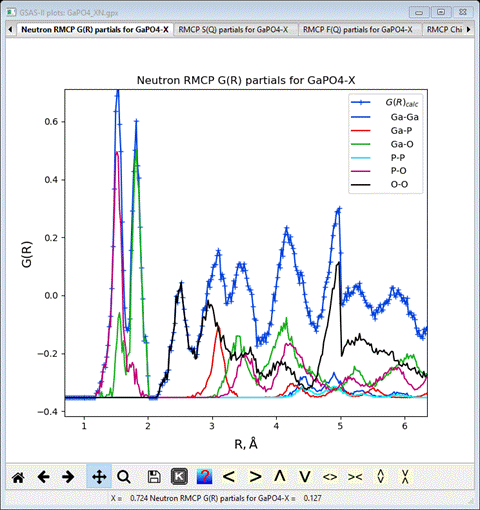 GSAS-II plots: GaPO4_XN.gpx
Neutron RMCP G(R) partials for GaPO4-X RMCP S(Q) partials for GaPO4-X RMCP F(Q) partials for GaPO4-X RMCP Chi
Neutron RMCP G(R) partials for GaPO4-X
G(R)calc
Ga-Ga
Ga-P
Ga-O
P-P
P-O
O-O
0.6
0.4
0.2
0.0
−0.2
−0.4
G(R)
1 2 3 4 5 6
R, Å
K ? < > Λ V <> >< 
X = 0.724 Neutron RMCP G(R) partials for GaPO4-X = 0.127